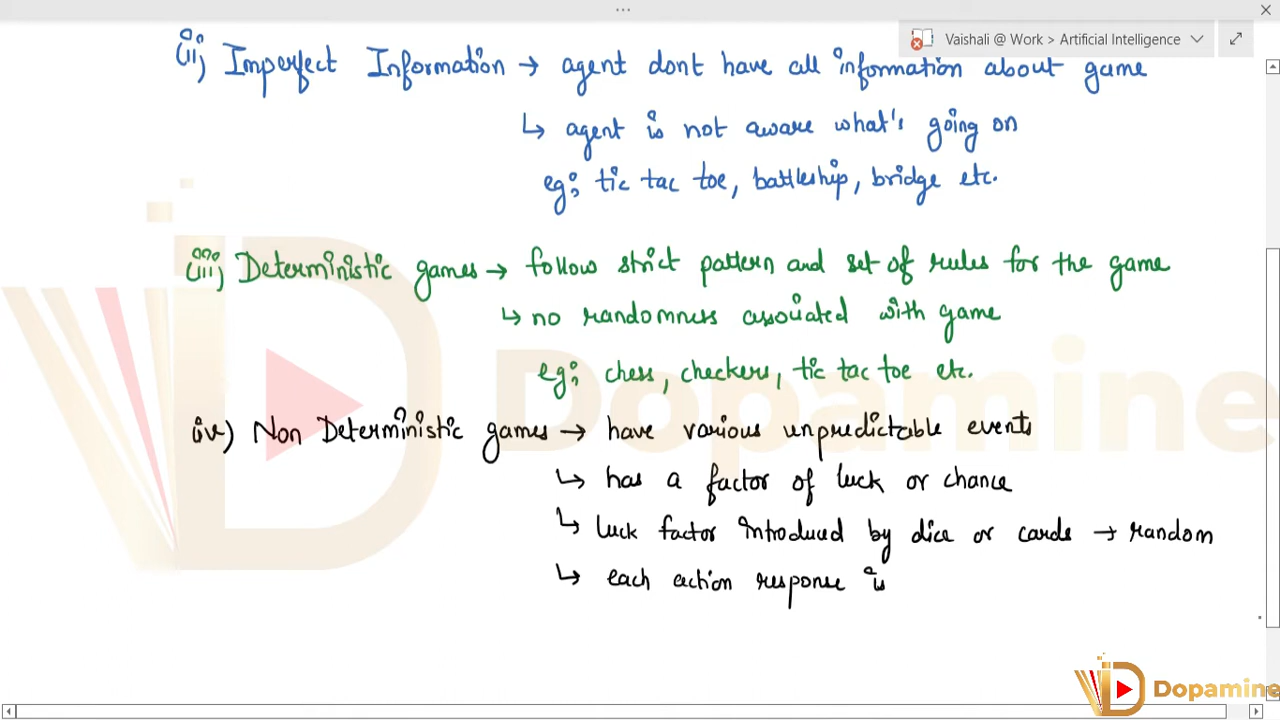 Vaishali @ Work > Artificial Intelligence
(ii) Imperfect Information → agent dont have all information about game
↳ agent is not aware what's going on
eg; tic tac toe, battleship, bridge etc.
(iii) Deterministic games → follow strict pattern and set of rules for the game
↳ no randomness associated with game
eg; chess, checkers, tic tac toe etc.
iv) Non Deterministic games → have various unpredictable events
↳ has a factor of luck or chance
↳ luck factor introduced by dice or cards → random
↳ each action response is
Dopamine
Dopamine